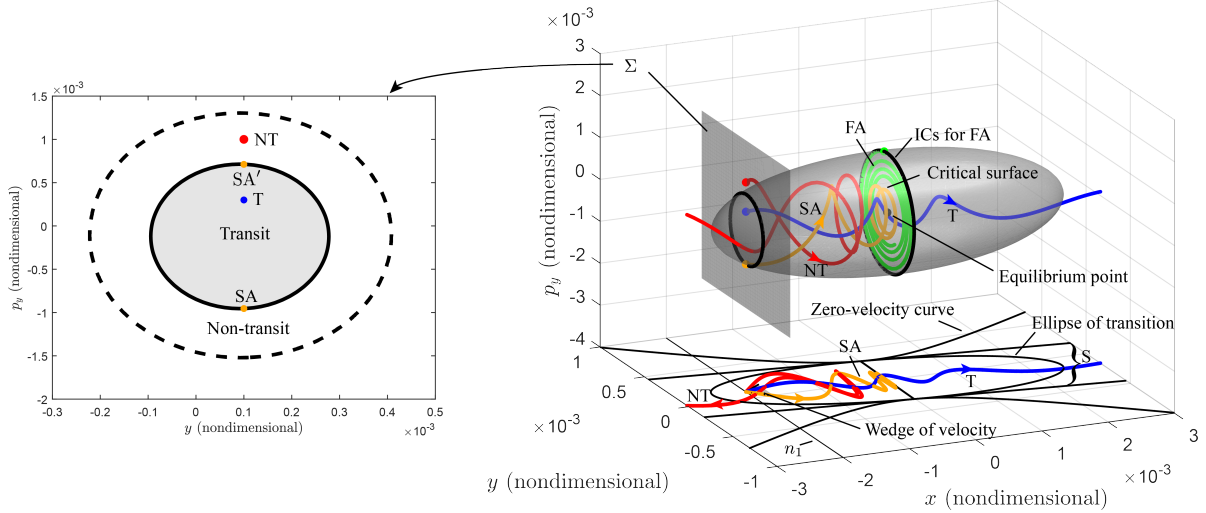 ×10⁻³
1.5
1
0.5
0
-0.5
-1
-1.5
-2
p_y (nondimensional)
NT
SA′
T
Transit
SA
Non-transit
-0.3
-0.2
-0.1
0
0.1
0.2
0.3
0.4
0.5
y (nondimensional)
×10⁻³
×10⁻³
3
2
1
0
-1
-2
-3
-4
p_y (nondimensional)
Σ
FA
ICs for FA
Critical surface
SA
T
NT
Equilibrium point
Zero-velocity curve
Ellipse of transition
SA
S
T
NT
Wedge of velocity
n₁
1
0.5
0
-0.5
-1
×10⁻³
y (nondimensional)
-3
-2
-1
0
1
2
3
×10⁻³
x (nondimensional)